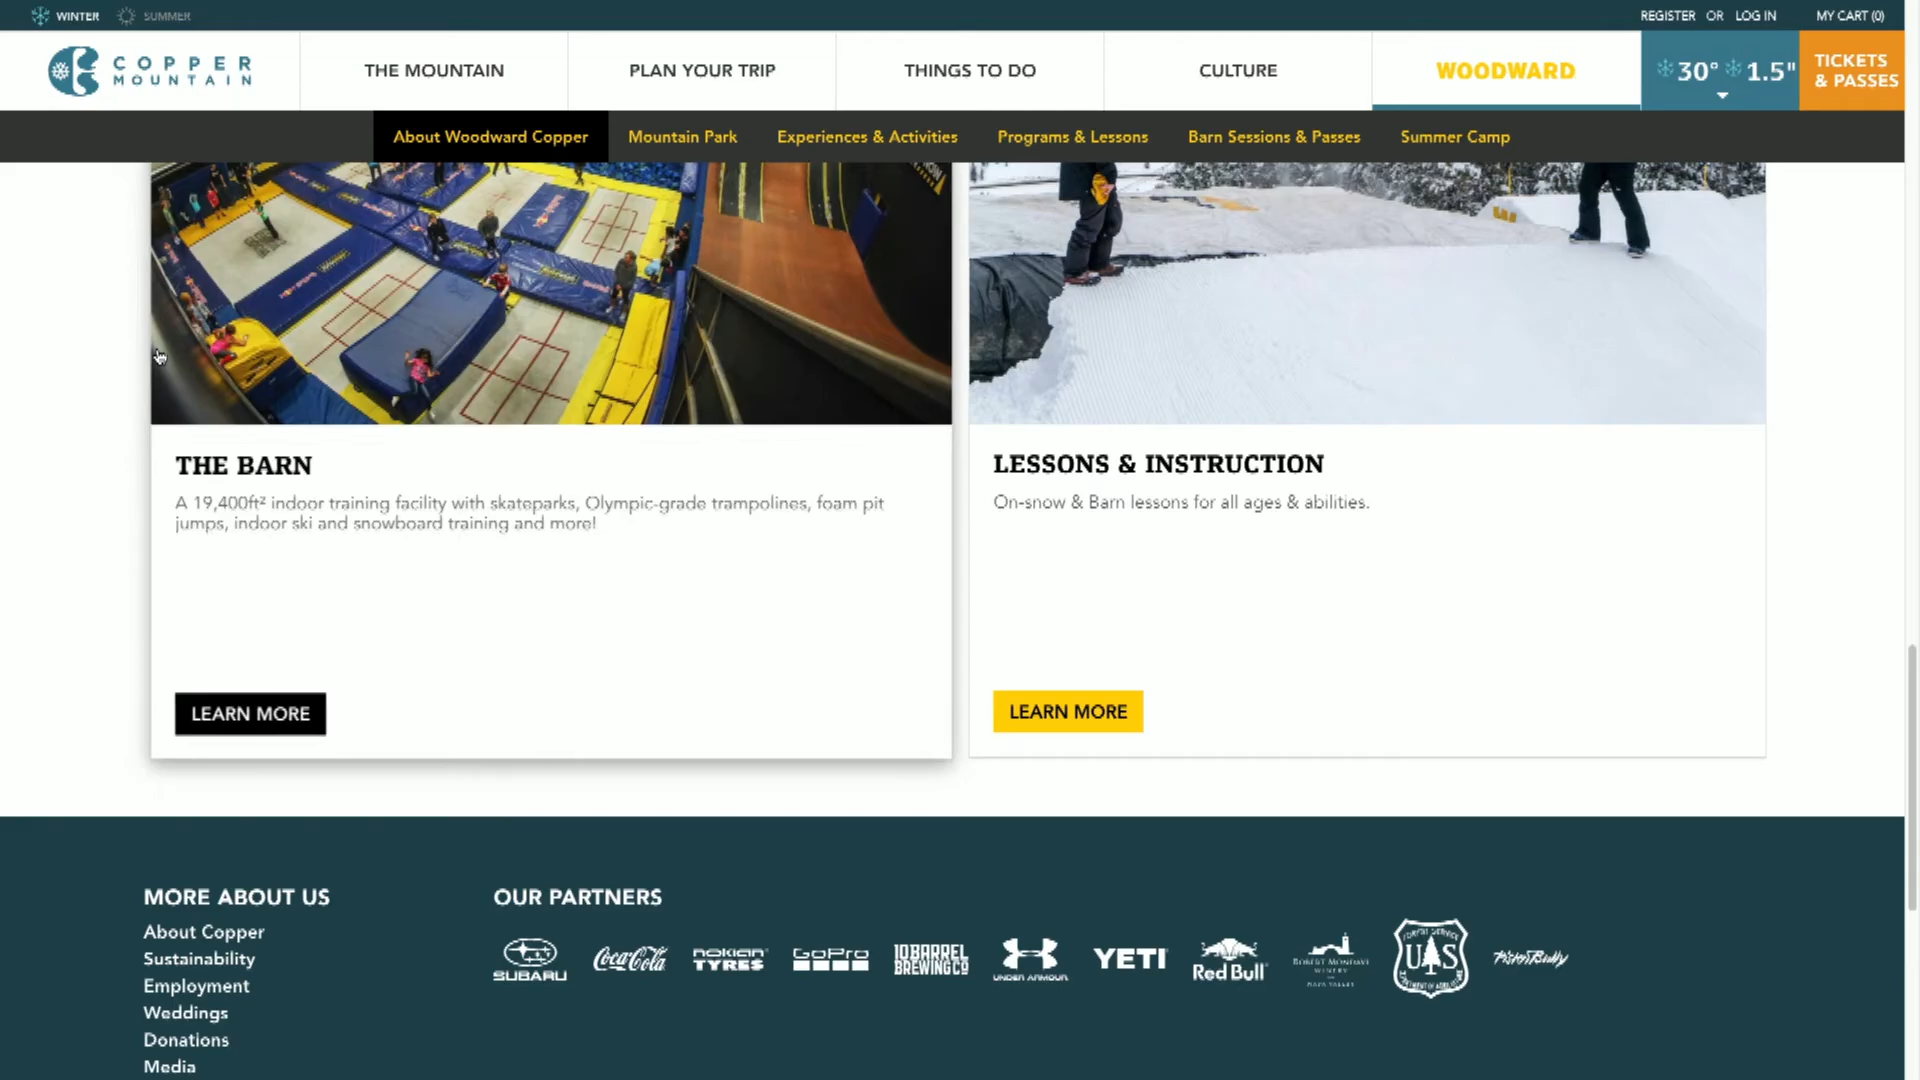 WINTER
SUMMER
REGISTER OR LOG IN
MY CART (0)
COPPER
MOUNTAIN
THE MOUNTAIN
PLAN YOUR TRIP
THINGS TO DO
CULTURE
WOODWARD
30° 1.5"
TICKETS
& PASSES
About Woodward Copper
Mountain Park
Experiences & Activities
Programs & Lessons
Barn Sessions & Passes
Summer Camp
THE BARN
A 19,400ft² indoor training facility with skateparks, Olympic-grade trampolines, foam pit
jumps, indoor ski and snowboard training and more!
LEARN MORE
LESSONS & INSTRUCTION
On-snow & Barn lessons for all ages & abilities.
LEARN MORE
MORE ABOUT US
About Copper
Sustainability
Employment
Weddings
Donations
Media
OUR PARTNERS
SUBARU
Coca-Cola
nokian
TYRES
GoPro
10 BARREL
BREWING CO
UNDER ARMOUR
YETI
Red Bull
ROBERT MONDAVI
WINERY
NAPA VALLEY
FOREST SERVICE
US
DEPARTMENT OF AGRICULTURE
PistenBully